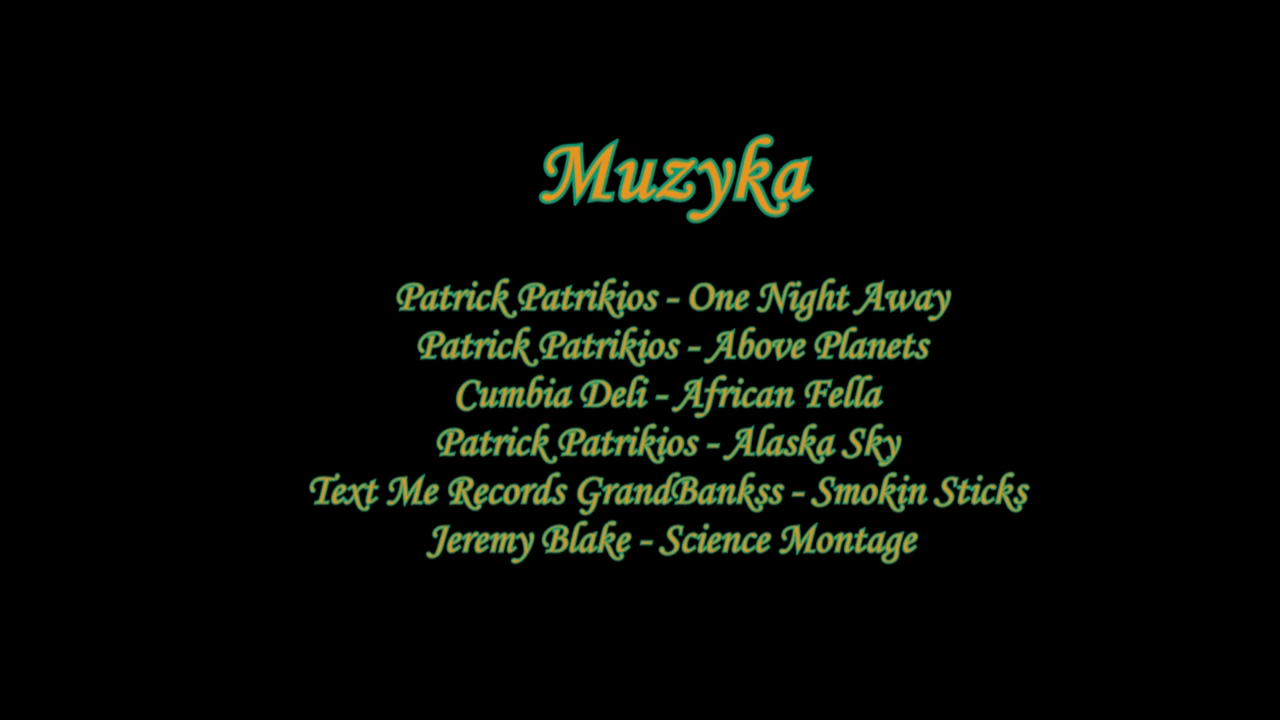 Muzyka
Patrick Patrikios - One Night Away
Patrick Patrikios - Above Planets
Cumbia Deli - African Fella
Patrick Patrikios - Alaska Sky
Text Me Records GrandBankss - Smokin Sticks
Jeremy Blake - Science Montage